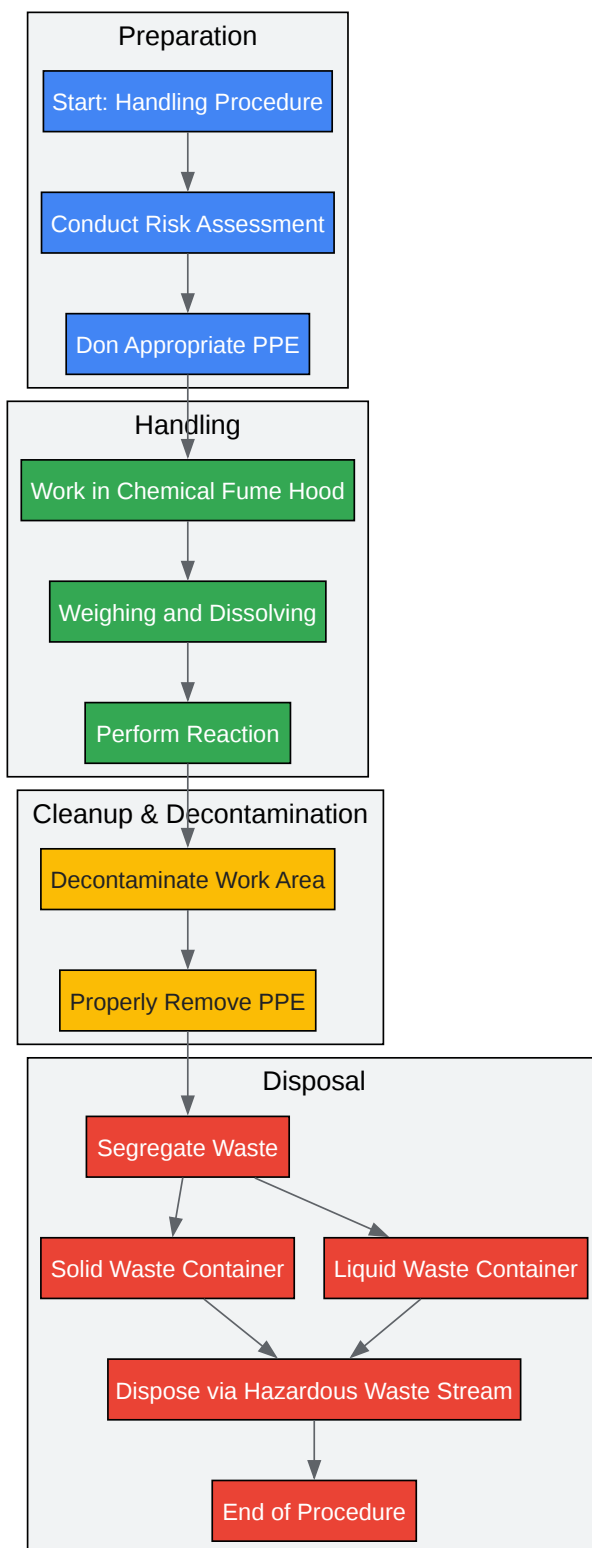 Preparation
Start: Handling Procedure
Conduct Risk Assessment
Don Appropriate PPE
Handling
Work in Chemical Fume Hood
Weighing and Dissolving
Perform Reaction
Cleanup & Decontamination
Decontaminate Work Area
Properly Remove PPE
Disposal
Segregate Waste
Solid Waste Container
Liquid Waste Container
Dispose via Hazardous Waste Stream
End of Procedure